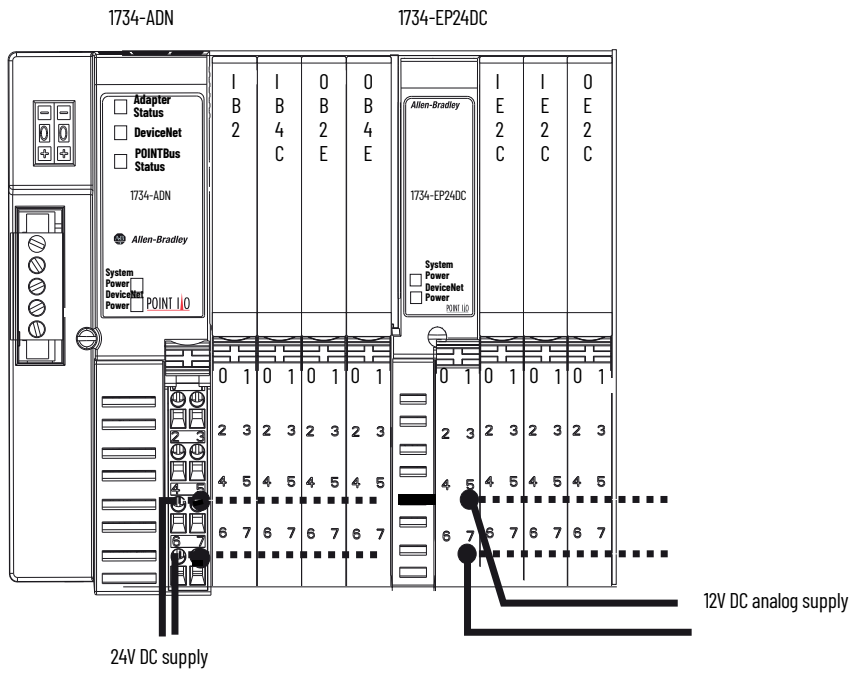 1734-ADN
1734-EP24DC
Adapter
Status
DeviceNet
POINTBus
Status
1734-ADN
Allen-Bradley
System
Power
DeviceNet
Power
POINT I/O
0 0
I
B
2
I
B
4
C
O
B
2
E
O
B
4
E
Allen-Bradley
1734-EP24DC
System
Power
DeviceNet
Power
POINT I/O
I
E
2
C
I
E
2
C
O
E
2
C
0 1 0 1 0 1 0 1 0 1 0 1 0 1 0 1
2 3 2 3 2 3 2 3 2 3 2 3 2 3 2 3 2 3
4 5 4 5 4 5 4 5 4 5 4 5 4 5 4 5 4 5
6 7 6 7 6 7 6 7 6 7 6 7 6 7 6 7 6 7
12V DC analog supply
24V DC supply